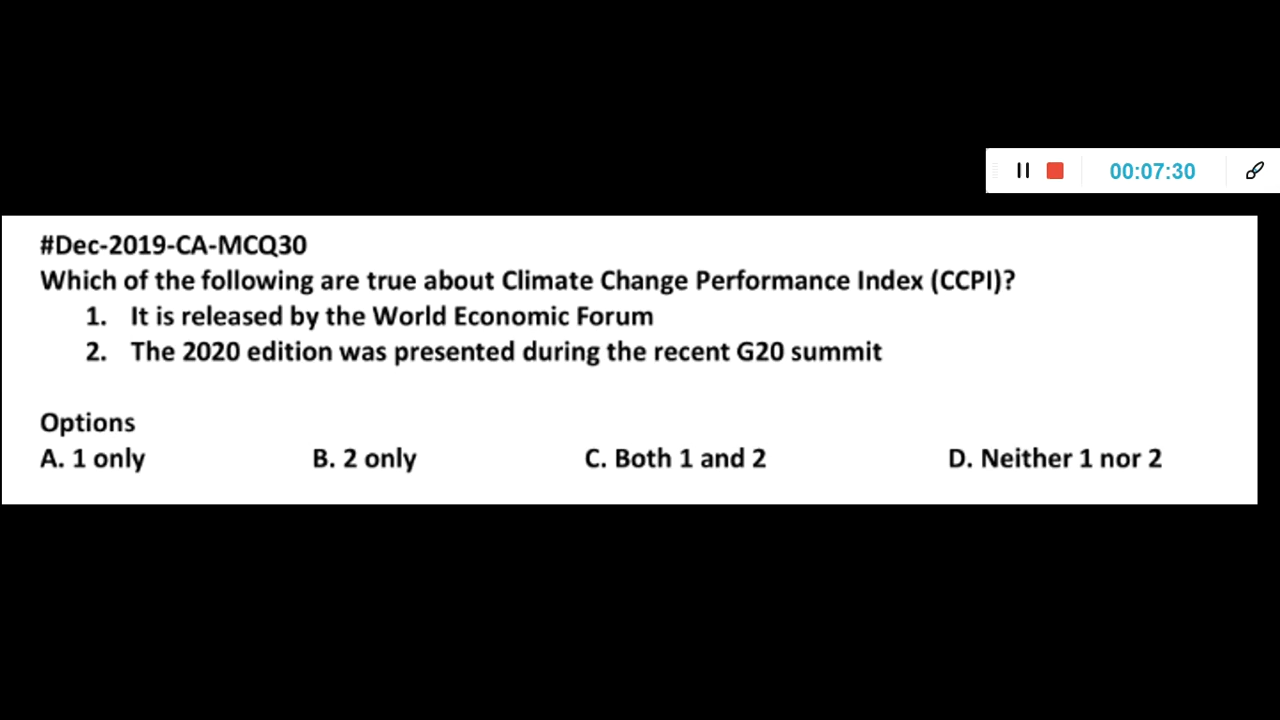 00:07:30
#Dec-2019-CA-MCQ30
Which of the following are true about Climate Change Performance Index (CCPI)?
1. It is released by the World Economic Forum
2. The 2020 edition was presented during the recent G20 summit
Options
A. 1 only B. 2 only C. Both 1 and 2 D. Neither 1 nor 2